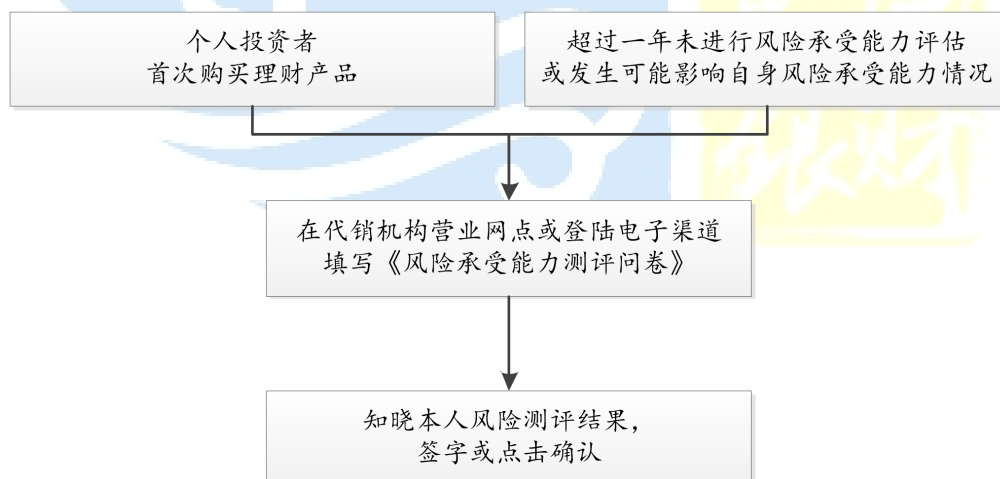 个人投资者
首次购买理财产品
超过一年未进行风险承受能力评估
或发生可能影响自身风险承受能力情况
在代销机构营业网点或登陆电子渠道
填写《风险承受能力测评问卷》
知晓本人风险测评结果，
签字或点击确认